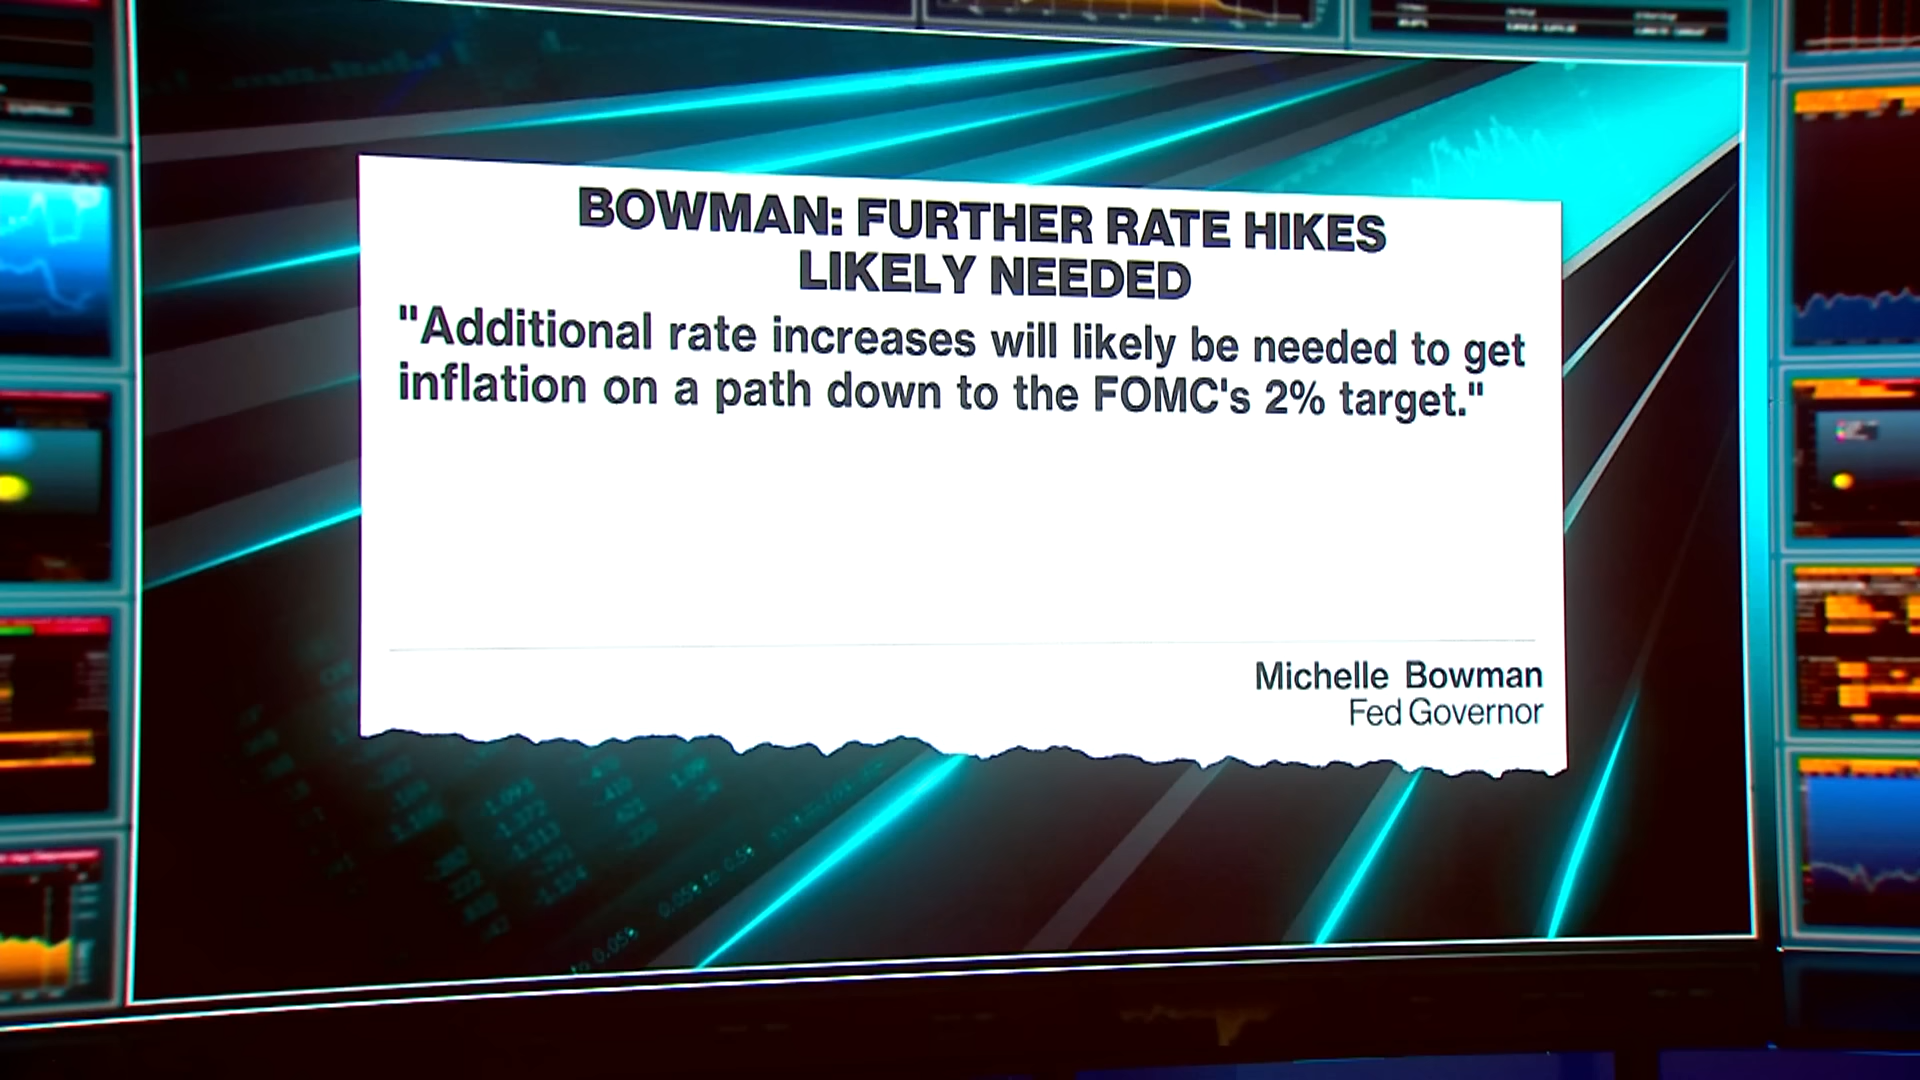 BOWMAN: FURTHER RATE HIKES
LIKELY NEEDED
"Additional rate increases will likely be needed to get
inflation on a path down to the FOMC's 2% target."
Michelle Bowman
Fed Governor